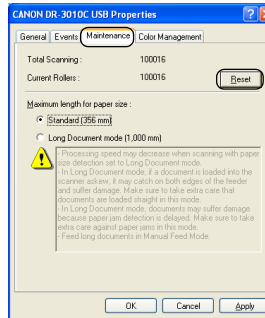 CANON DR-3010C USB Properties
General Events Maintenance Color Management
Total Scanning : 100016
Current Rollers : 100016 Reset
Maximum length for paper size :
Standard (356 mm)
Long Document mode (1,000 mm)
- Processing speed may decrease when scanning with paper
size detection set to Long Document mode.
- In Long Document mode, if a document is loaded into the
scanner askew, it may catch on both edges of the feeder
and suffer damage. Make sure to take extra care that
documents are loaded straight in this mode.
- In Long Document mode, documents may suffer damage
because paper jam detection is delayed. Make sure to take
extra care against paper jams in this mode.
- Feed long documents in Manual Feed Mode.
OK Cancel Apply